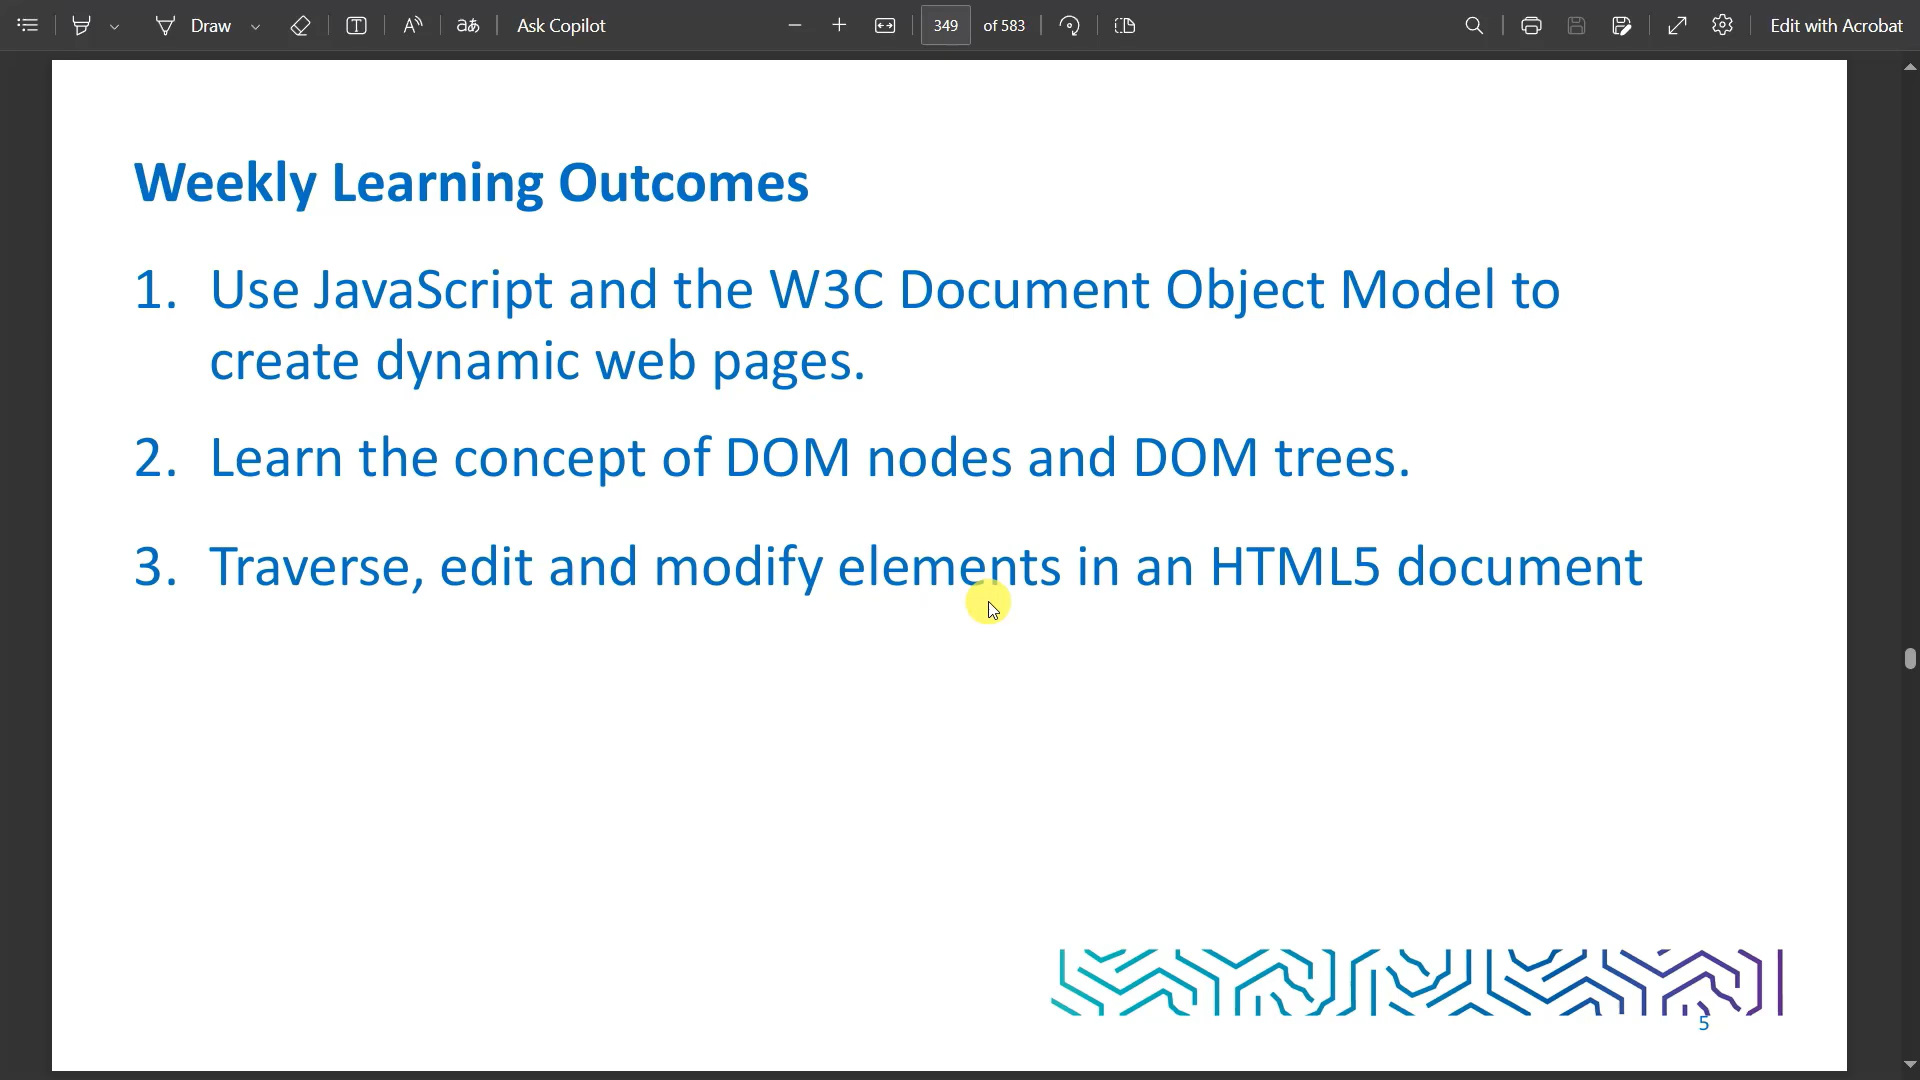 Draw
Ask Copilot
349 of 583
Edit with Acrobat
Weekly Learning Outcomes
1. Use JavaScript and the W3C Document Object Model to
create dynamic web pages.
2. Learn the concept of DOM nodes and DOM trees.
3. Traverse, edit and modify elements in an HTML5 document
5